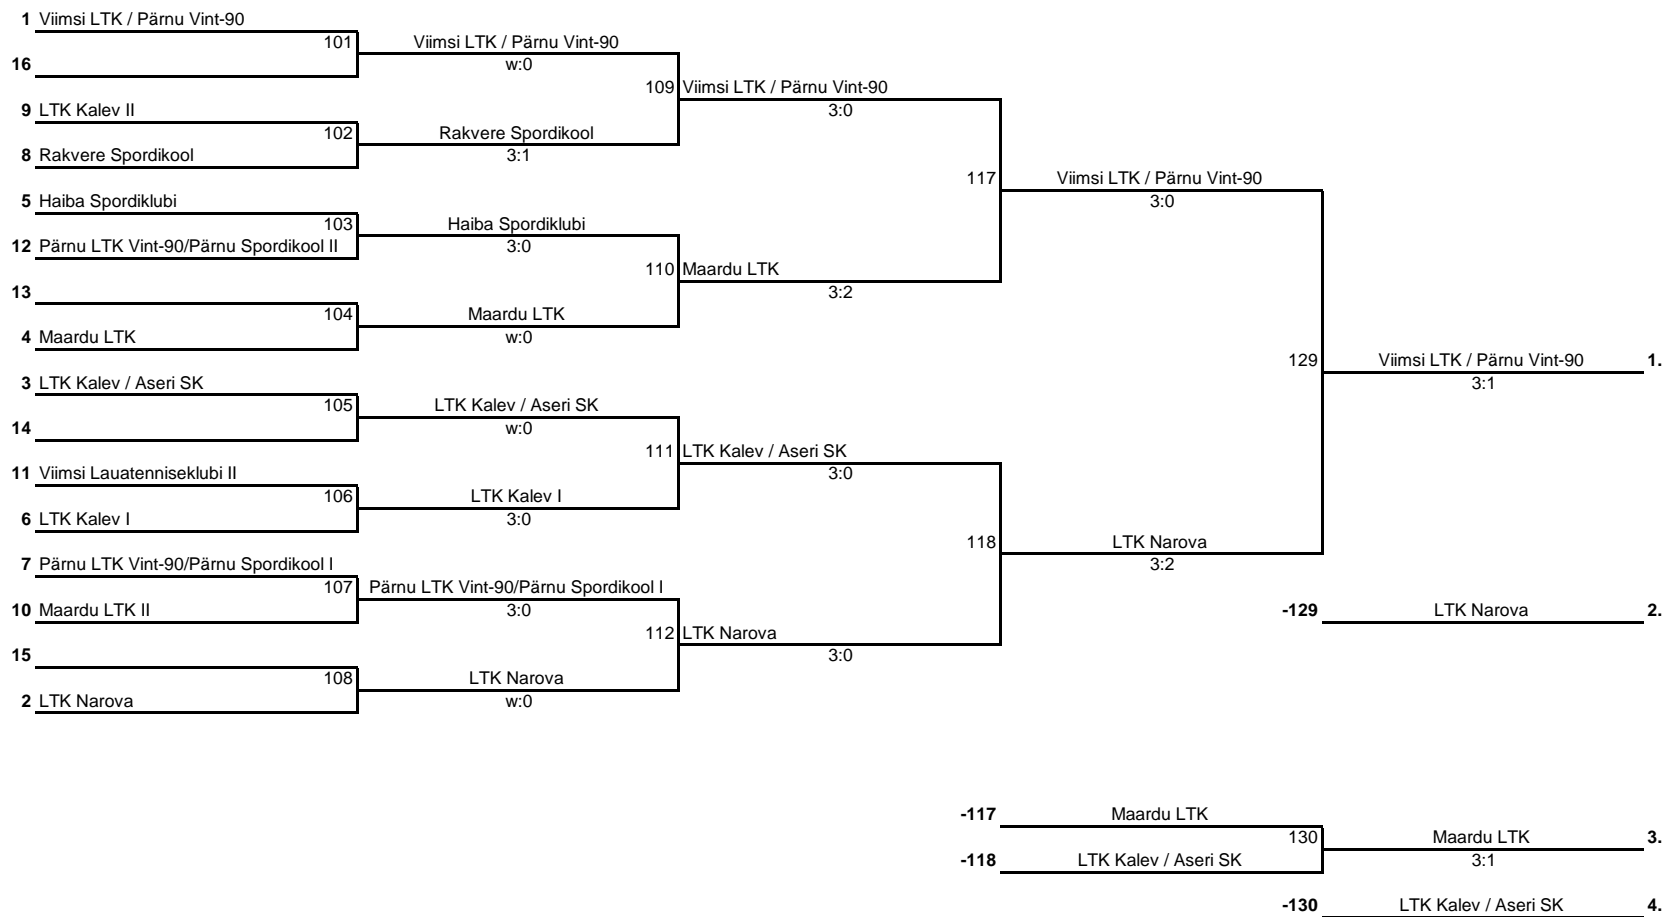 1 Viimsi LTK / Pärnu Vint-90
101 Viimsi LTK / Pärnu Vint-90
16 w:0
109 Viimsi LTK / Pärnu Vint-90
9 LTK Kalev II 3:0
102 Rakvere Spordikool
8 Rakvere Spordikool 3:1
117 Viimsi LTK / Pärnu Vint-90
5 Haiba Spordiklubi 3:0
103 Haiba Spordiklubi
12 Pärnu LTK Vint-90/Pärnu Spordikool II 3:0
110 Maardu LTK
13 3:2
104 Maardu LTK
4 Maardu LTK w:0
129 Viimsi LTK / Pärnu Vint-90 1.
3 LTK Kalev / Aseri SK 3:1
105 LTK Kalev / Aseri SK
14 w:0
111 LTK Kalev / Aseri SK
11 Viimsi Lauatenniseklubi II 3:0
106 LTK Kalev I
6 LTK Kalev I 3:0
118 LTK Narova
7 Pärnu LTK Vint-90/Pärnu Spordikool I 3:2
107 Pärnu LTK Vint-90/Pärnu Spordikool I
10 Maardu LTK II 3:0 -129 LTK Narova 2.
112 LTK Narova
15 3:0
108 LTK Narova
2 LTK Narova w:0
-117 Maardu LTK
130 Maardu LTK 3.
-118 LTK Kalev / Aseri SK 3:1
-130 LTK Kalev / Aseri SK 4.